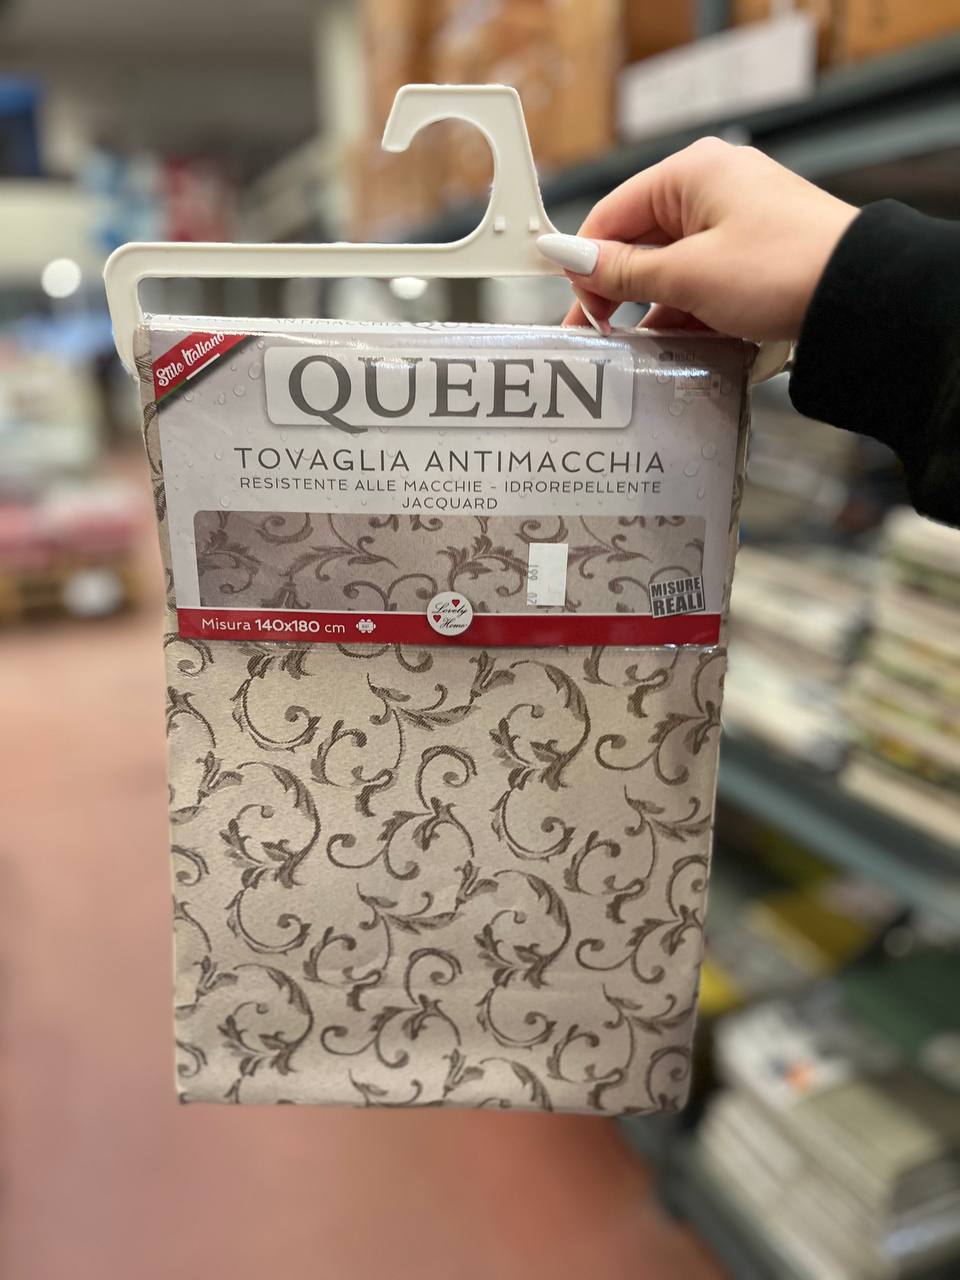 Stile Italiano
QUEEN
TOVAGLIA ANTIMACCHIA
RESISTENTE ALLE MACCHIE - IDROREPELLENTE
JACQUARD
MISURE
REALI
Misura 140x180 cm
Lovely
Home